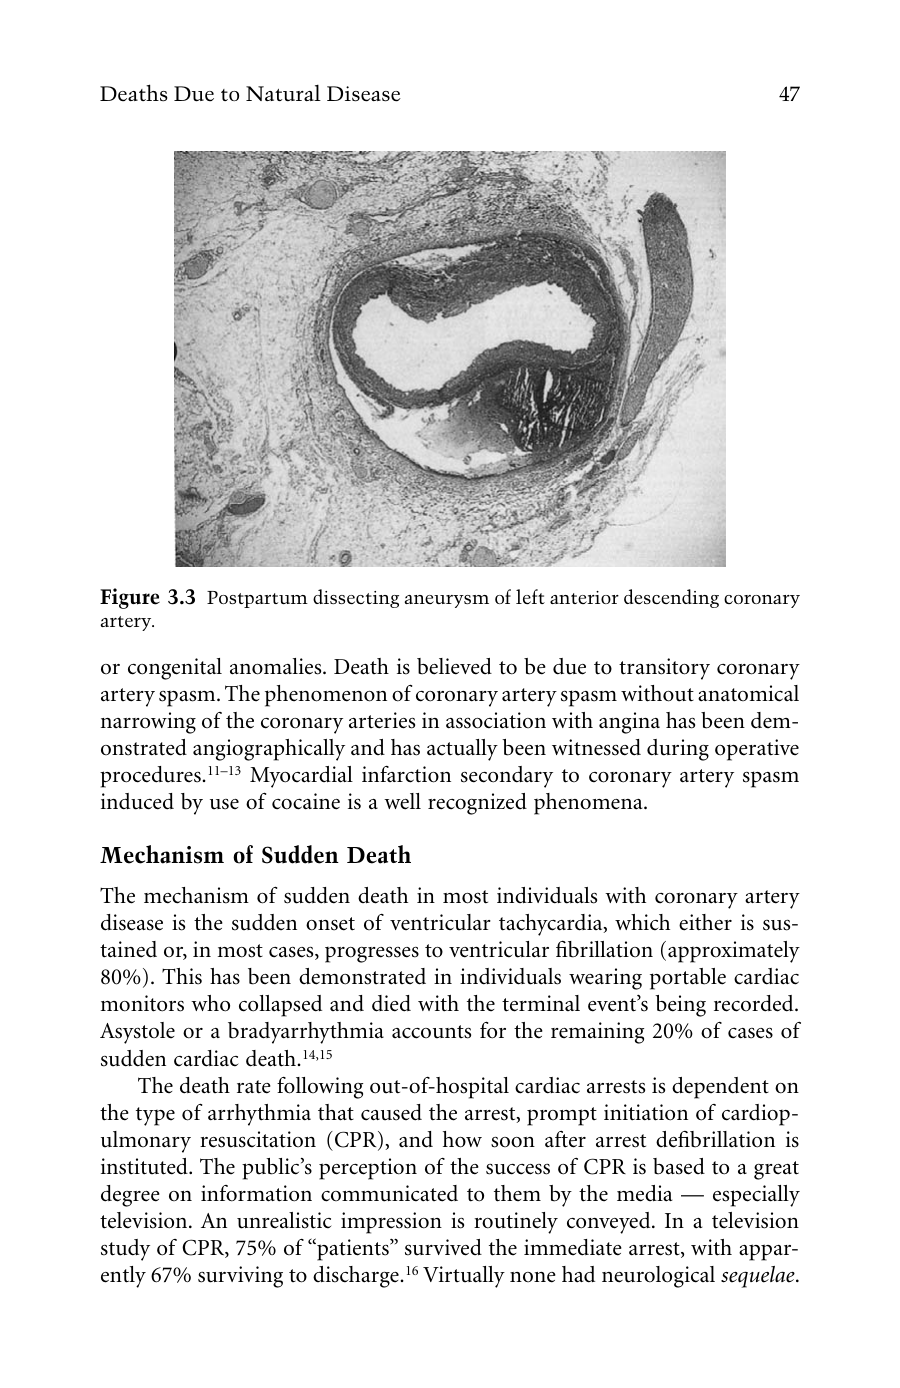 Deaths Due to Natural Disease 47
Figure 3.3 Postpartum dissecting aneurysm of left anterior descending coronary
artery.
or congenital anomalies. Death is believed to be due to transitory coronary
artery spasm. The phenomenon of coronary artery spasm without anatomical
narrowing of the coronary arteries in association with angina has been dem-
onstrated angiographically and has actually been witnessed during operative
procedures.11–13 Myocardial infarction secondary to coronary artery spasm
induced by use of cocaine is a well recognized phenomena.
Mechanism of Sudden Death
The mechanism of sudden death in most individuals with coronary artery
disease is the sudden onset of ventricular tachycardia, which either is sus-
tained or, in most cases, progresses to ventricular fibrillation (approximately
80%). This has been demonstrated in individuals wearing portable cardiac
monitors who collapsed and died with the terminal event’s being recorded.
Asystole or a bradyarrhythmia accounts for the remaining 20% of cases of
sudden cardiac death.14,15
The death rate following out-of-hospital cardiac arrests is dependent on
the type of arrhythmia that caused the arrest, prompt initiation of cardiop-
ulmonary resuscitation (CPR), and how soon after arrest defibrillation is
instituted. The public’s perception of the success of CPR is based to a great
degree on information communicated to them by the media — especially
television. An unrealistic impression is routinely conveyed. In a television
study of CPR, 75% of “patients” survived the immediate arrest, with appar-
ently 67% surviving to discharge.16 Virtually none had neurological sequelae.